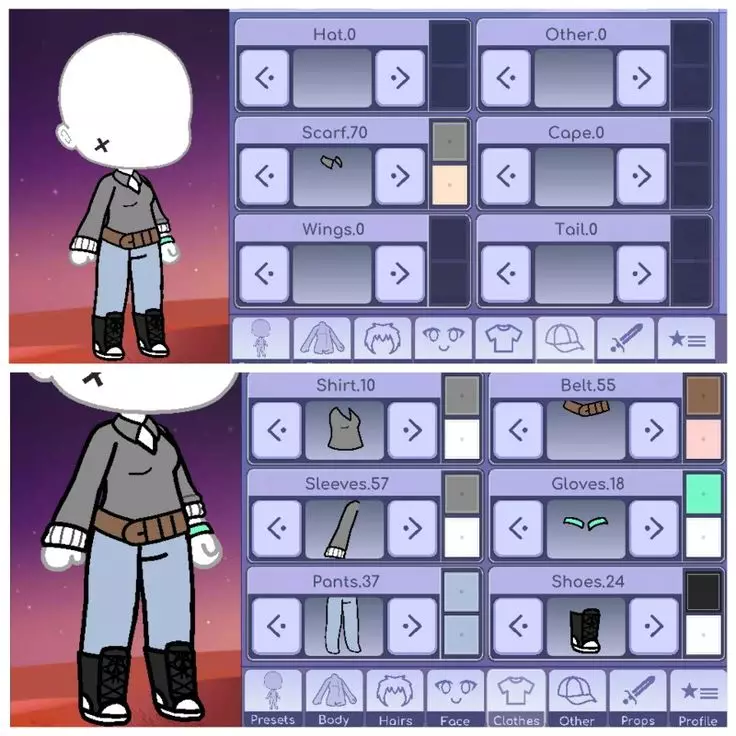 Hat.0 Other.0
Scarf.70 Cape.0
Wings.0 Tail.0
Shirt.10 Belt.55
Sleeves.57 Gloves.18
Pants.37 Shoes.24
Presets Body Hairs Face Clothes Other Props Profile